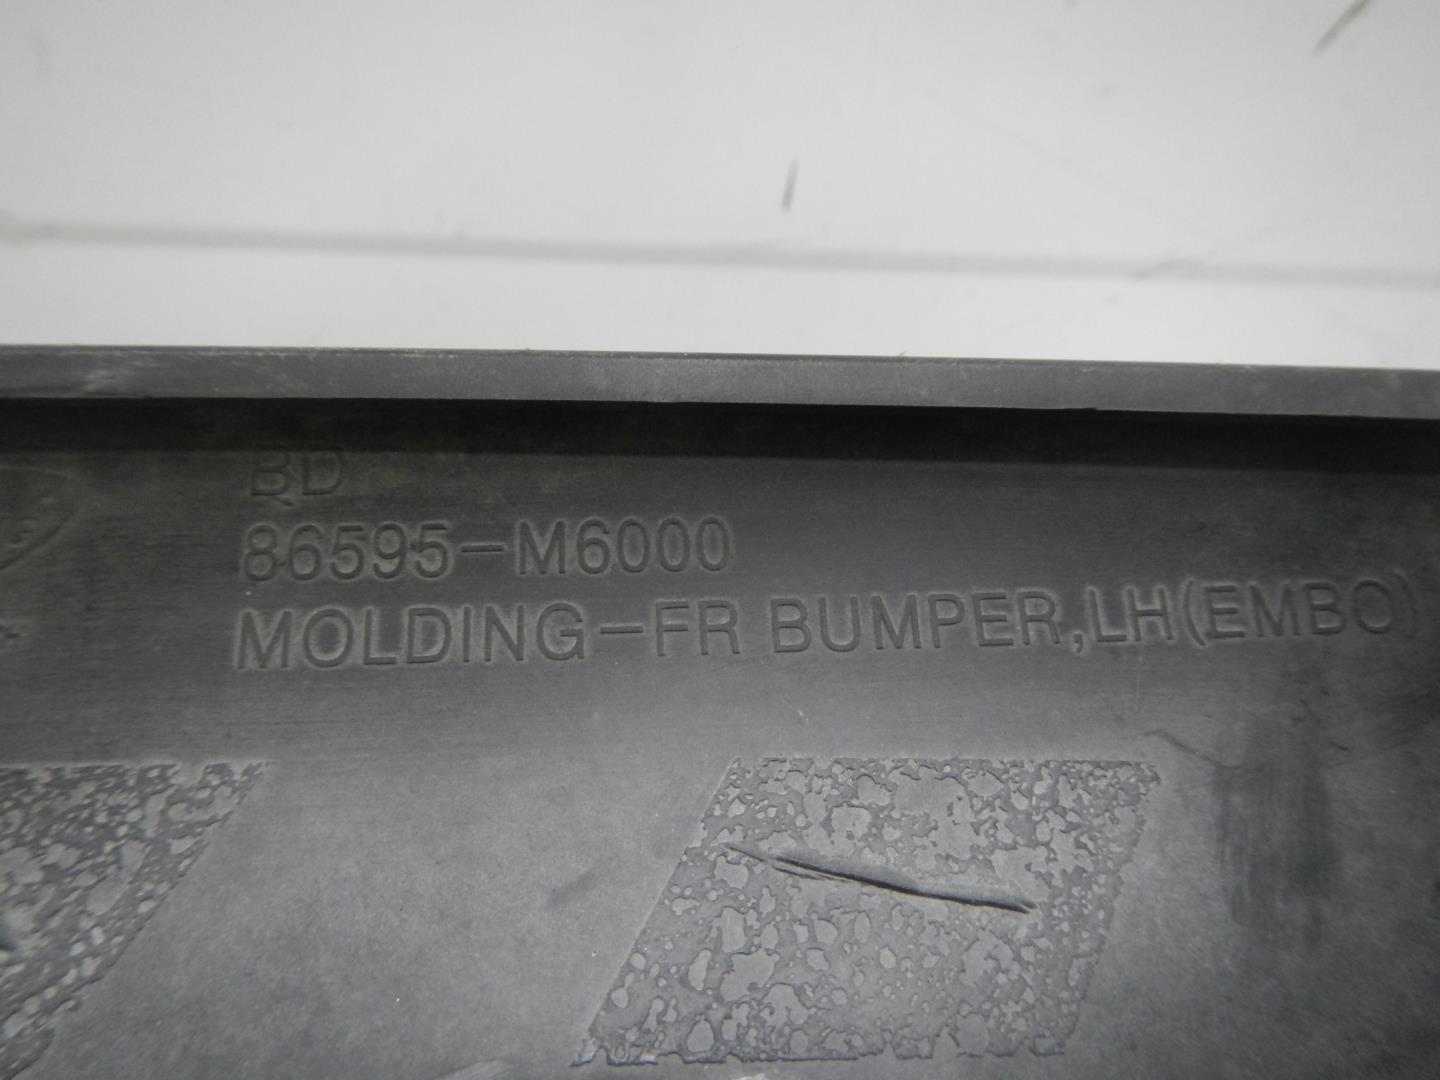 BD
86595-M6000
MOLDING-FR BUMPER,LH(EMBO)